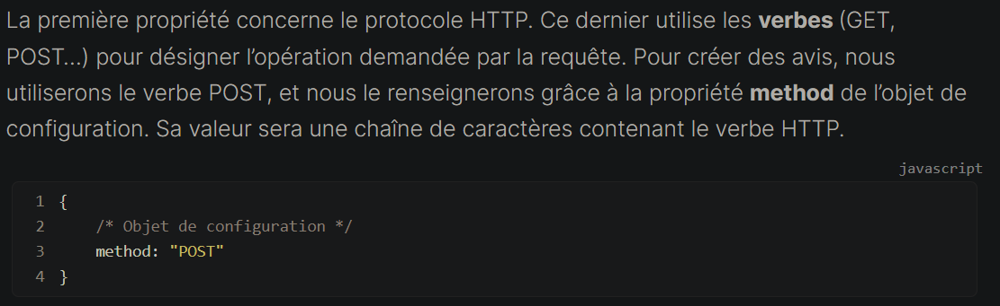 La première propriété concerne le protocole HTTP. Ce dernier utilise les verbes (GET,
POST…) pour désigner l’opération demandée par la requête. Pour créer des avis, nous
utiliserons le verbe POST, et nous le renseignerons grâce à la propriété method de l’objet de
configuration. Sa valeur sera une chaîne de caractères contenant le verbe HTTP.
javascript
1 {
2     /* Objet de configuration */
3     method: "POST"
4 }